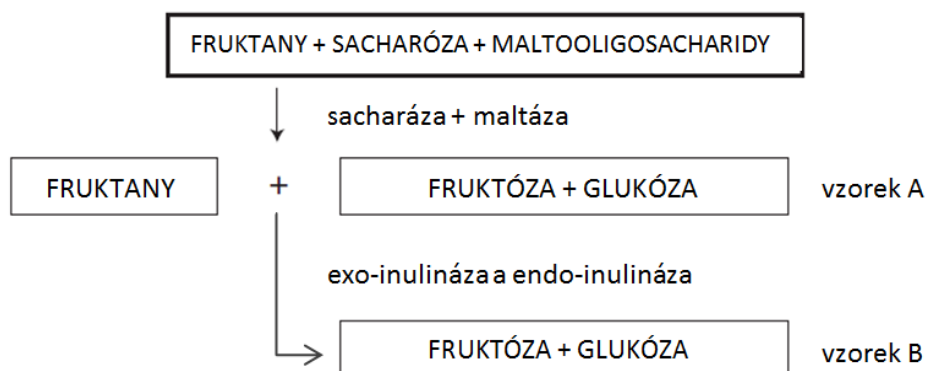 FRUKTANY + SACHARÓZA + MALTOOLIGOSACHARIDY
sacharáza + maltáza
FRUKTANY + FRUKTÓZA + GLUKÓZA vzorek A
exo-inulináza a endo-inulináza
FRUKTÓZA + GLUKÓZA vzorek B